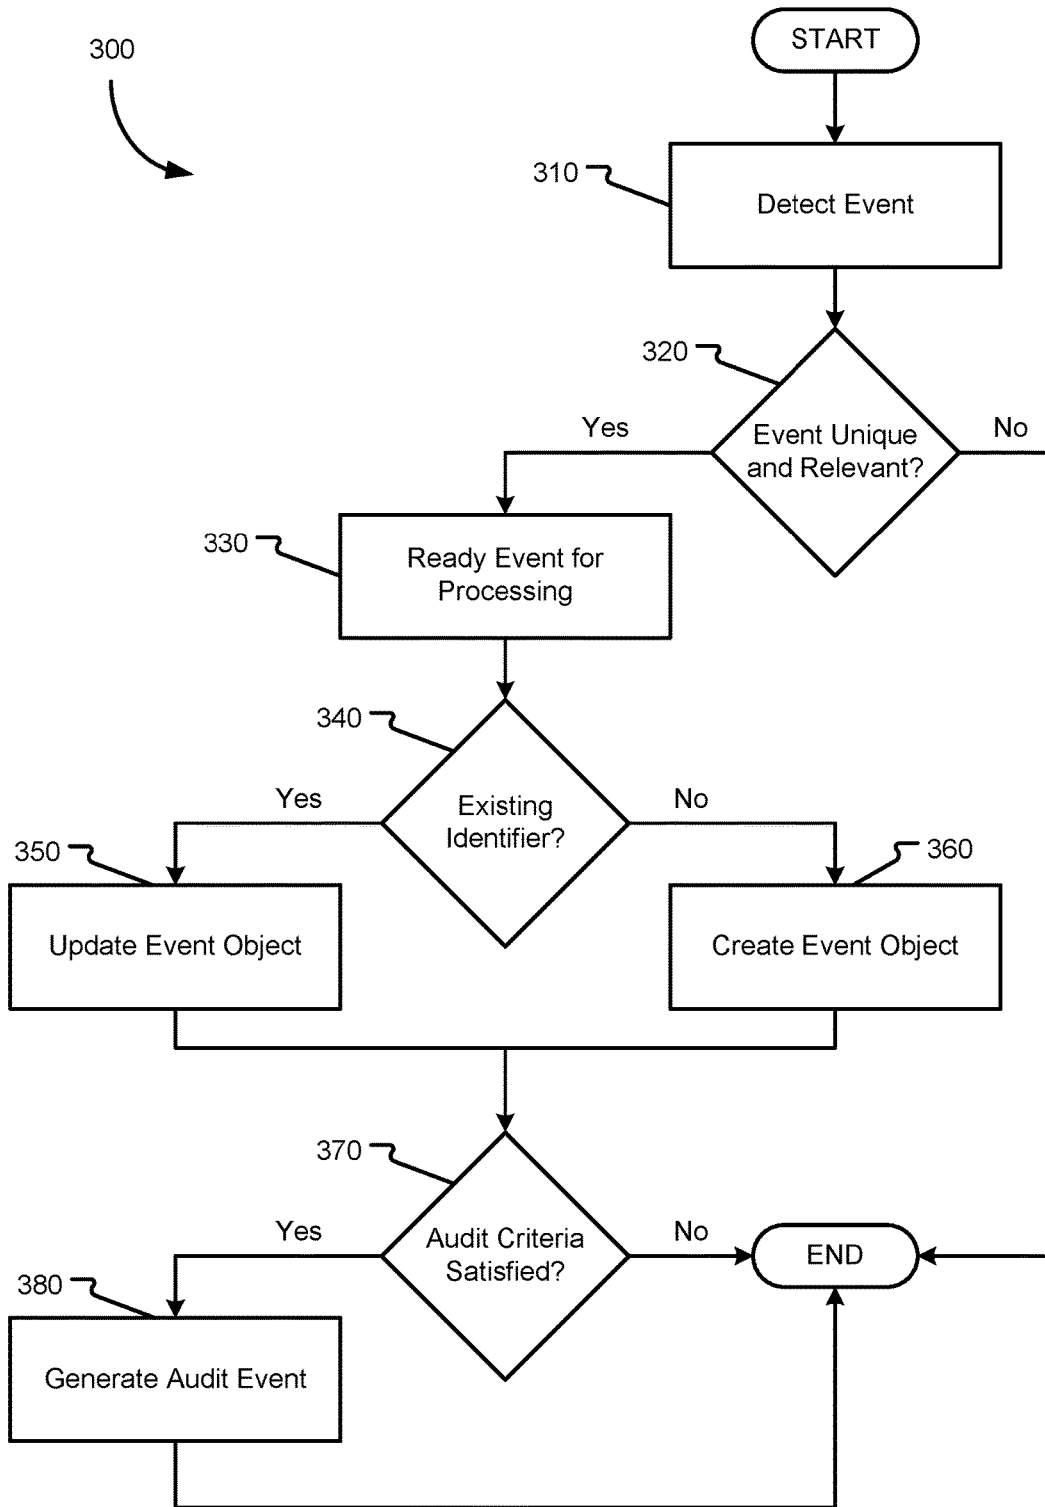 START
300
310
Detect Event
320
Yes
Event Unique
and Relevant?
No
330
Ready Event for
Processing
340
Yes
Existing
Identifier?
No
350
Update Event Object
360
Create Event Object
370
Yes
Audit Criteria
Satisfied?
No
END
380
Generate Audit Event